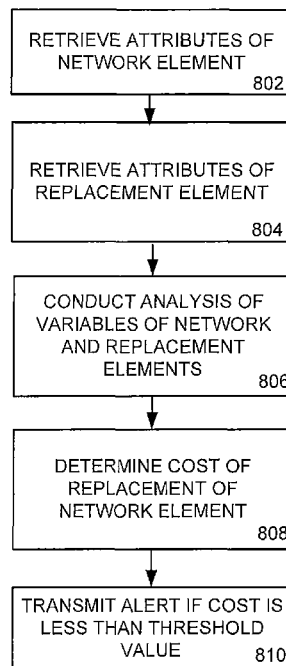 RETRIEVE ATTRIBUTES OF
NETWORK ELEMENT
802
RETRIEVE ATTRIBUTES OF
REPLACEMENT ELEMENT
804
CONDUCT ANALYSIS OF
VARIABLES OF NETWORK
AND REPLACEMENT
ELEMENTS
806
DETERMINE COST OF
REPLACEMENT OF
NETWORK ELEMENT
808
TRANSMIT ALERT IF COST IS
LESS THAN THRESHOLD
VALUE
810